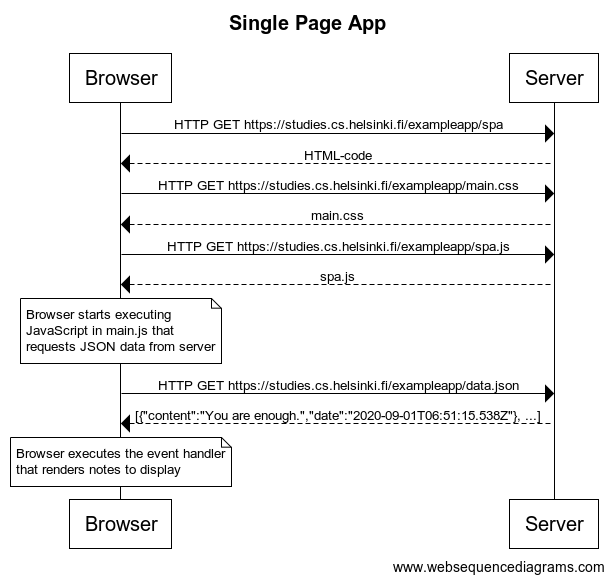 Single Page App
Browser
Server
HTTP GET https://studies.cs.helsinki.fi/exampleapp/spa
HTML-code
HTTP GET https://studies.cs.helsinki.fi/exampleapp/main.css
main.css
HTTP GET https://studies.cs.helsinki.fi/exampleapp/spa.js
spa.js
Browser starts executing
JavaScript in main.js that
requests JSON data from server
HTTP GET https://studies.cs.helsinki.fi/exampleapp/data.json
[{"content":"You are enough.","date":"2020-09-01T06:51:15.538Z"}, ...]
Browser executes the event handler
that renders notes to display
Browser
Server
www.websequencediagrams.com